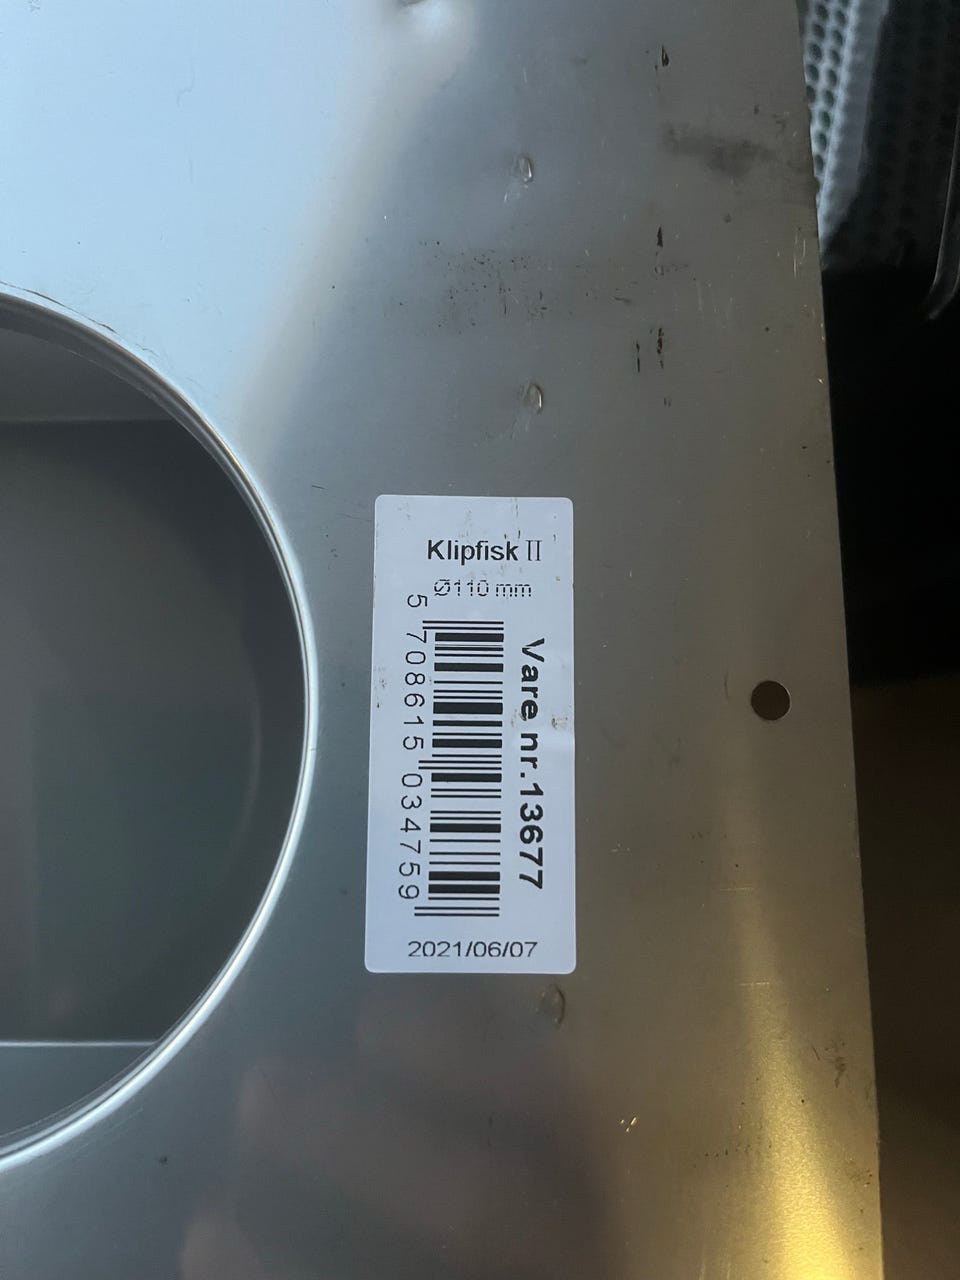 Klipfisk II
Ø110 mm
Vare nr.13677
5 708615 034759
2021/06/07